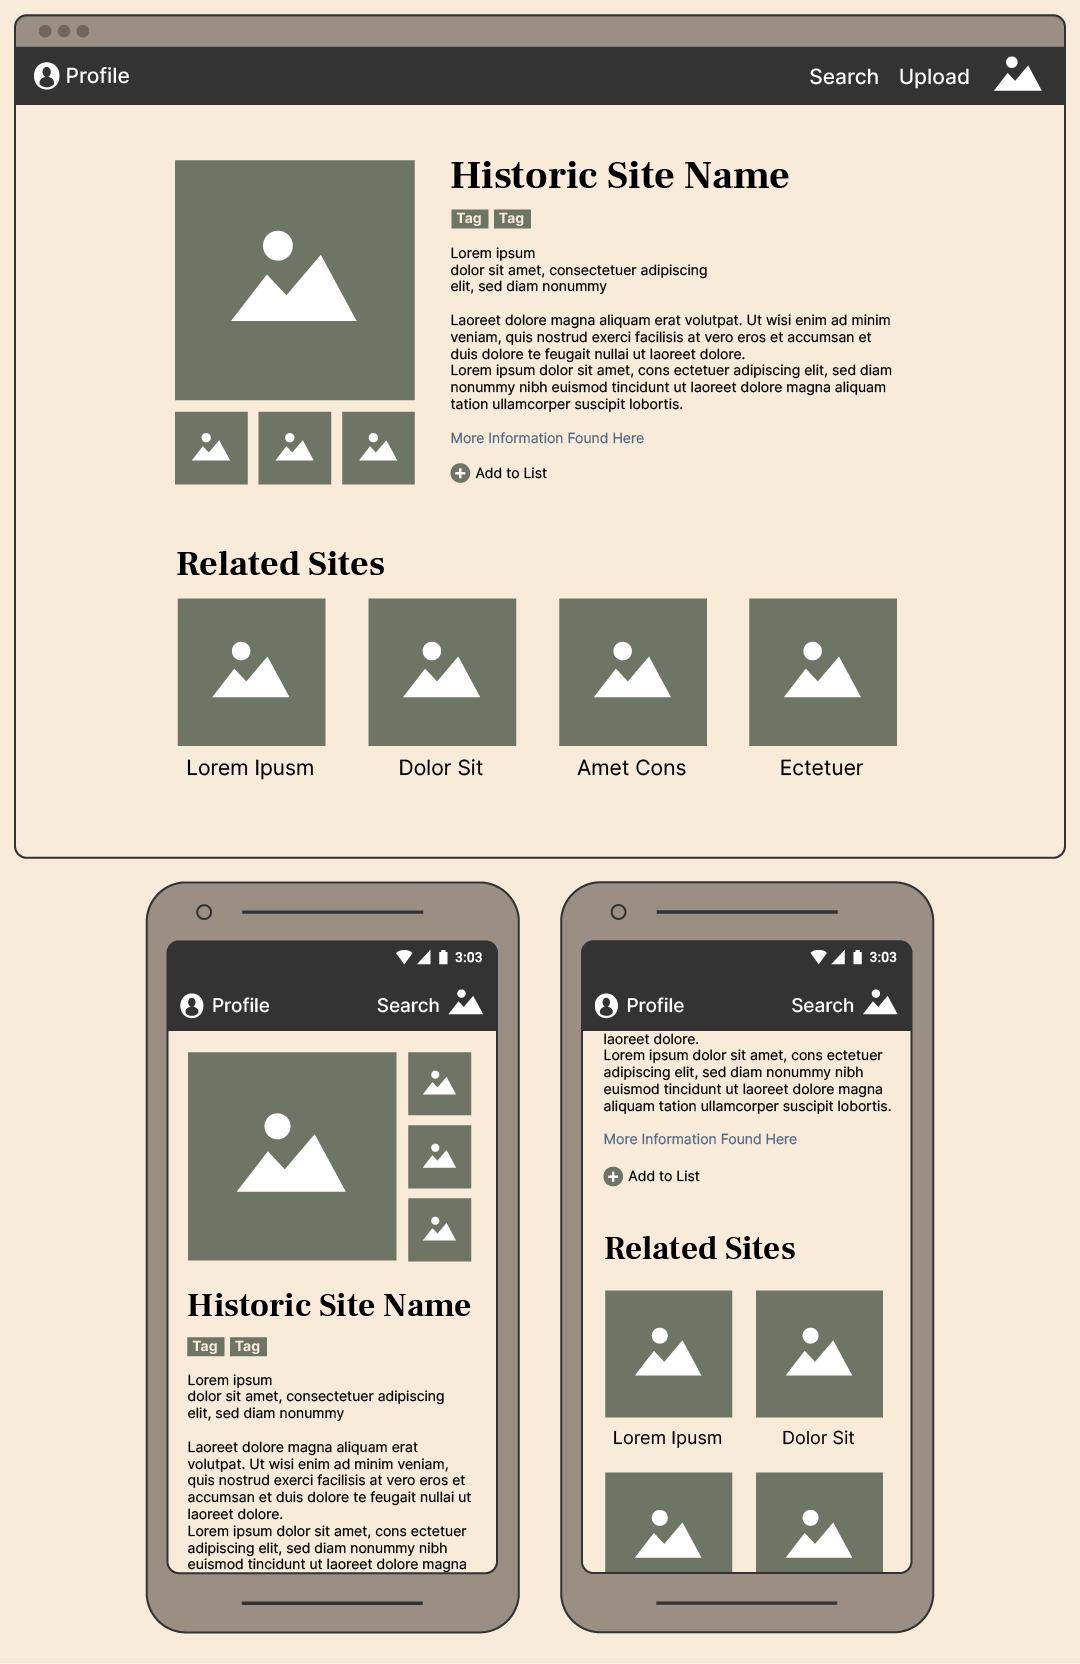 Profile
Search Upload
Historic Site Name
Tag Tag
Lorem ipsum
dolor sit amet, consectetuer adipiscing
elit, sed diam nonummy
Laoreet dolore magna aliquam erat volutpat. Ut wisi enim ad minim
veniam, quis nostrud exerci facilisis at vero eros et accumsan et
duis dolore te feugait nullai ut laoreet dolore.
Lorem ipsum dolor sit amet, cons ectetuer adipiscing elit, sed diam
nonummy nibh euismod tincidunt ut laoreet dolore magna aliquam
tation ullamcorper suscipit lobortis.
More Information Found Here
Add to List
Related Sites
Lorem Ipusm
Dolor Sit
Amet Cons
Ectetuer
3:03
Profile
Search
Historic Site Name
Tag Tag
Lorem ipsum
dolor sit amet, consectetuer adipiscing
elit, sed diam nonummy
Laoreet dolore magna aliquam erat
volutpat. Ut wisi enim ad minim veniam,
quis nostrud exerci facilisis at vero eros et
accumsan et duis dolore te feugait nullai ut
laoreet dolore.
Lorem ipsum dolor sit amet, cons ectetuer
adipiscing elit, sed diam nonummy nibh
euismod tincidunt ut laoreet dolore magna
3:03
Profile
Search
laoreet dolore.
Lorem ipsum dolor sit amet, cons ectetuer
adipiscing elit, sed diam nonummy nibh
euismod tincidunt ut laoreet dolore magna
aliquam tation ullamcorper suscipit lobortis.
More Information Found Here
Add to List
Related Sites
Lorem Ipusm
Dolor Sit